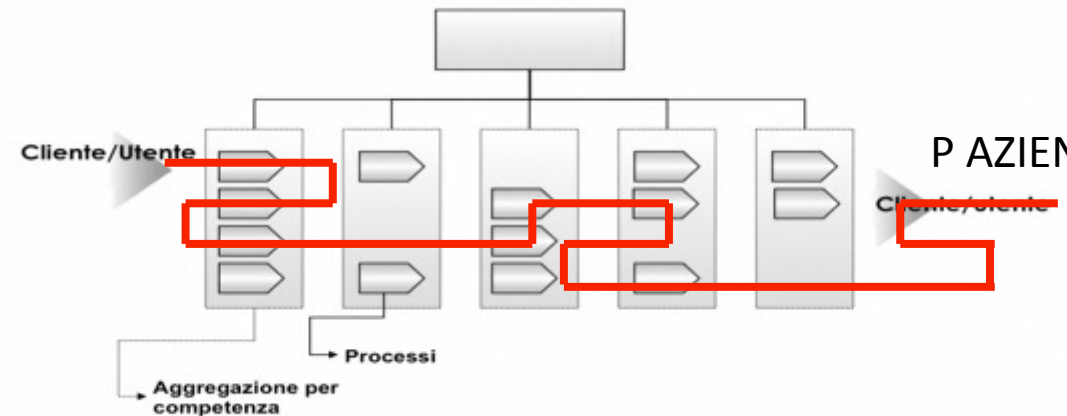 Cliente/Utente
P AZIEN
Cliente/Utente
Processi
Aggregazione per
competenza